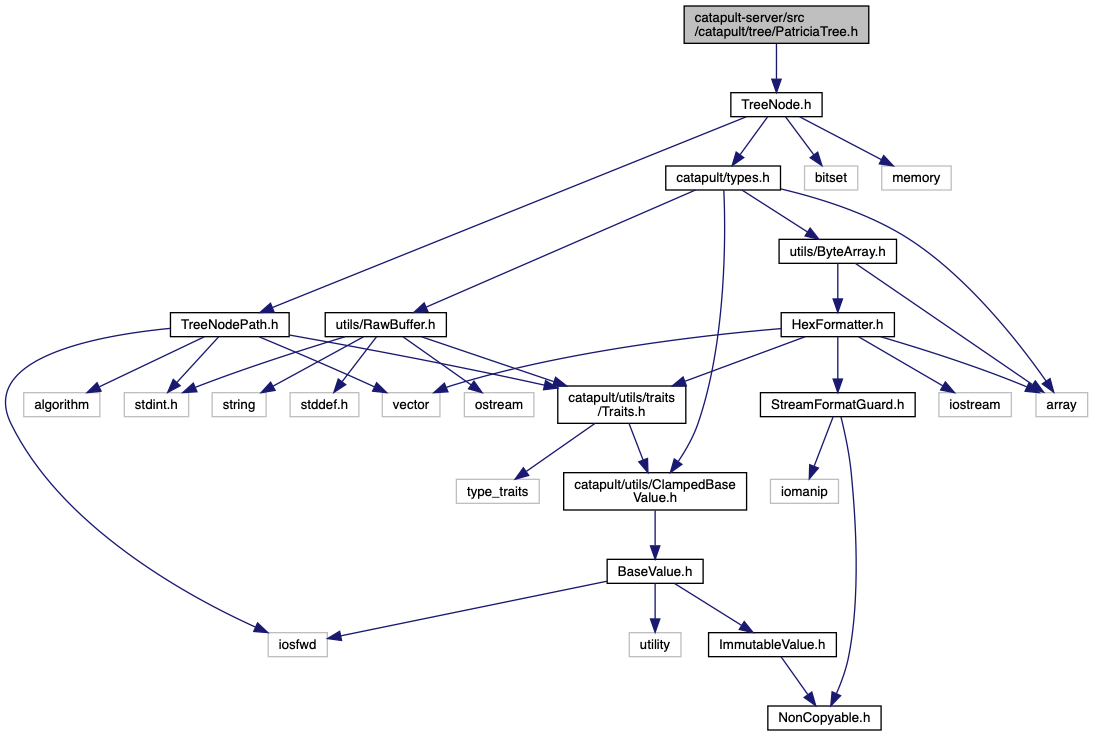 catapult-server/src
/catapult/tree/PatriciaTree.h
TreeNode.h
catapult/types.h
bitset
memory
utils/ByteArray.h
TreeNodePath.h
utils/RawBuffer.h
HexFormatter.h
algorithm
stdint.h
string
stddef.h
vector
ostream
catapult/utils/traits
/Traits.h
StreamFormatGuard.h
iostream
array
type_traits
catapult/utils/ClampedBase
Value.h
iomanip
BaseValue.h
iosfwd
utility
ImmutableValue.h
NonCopyable.h